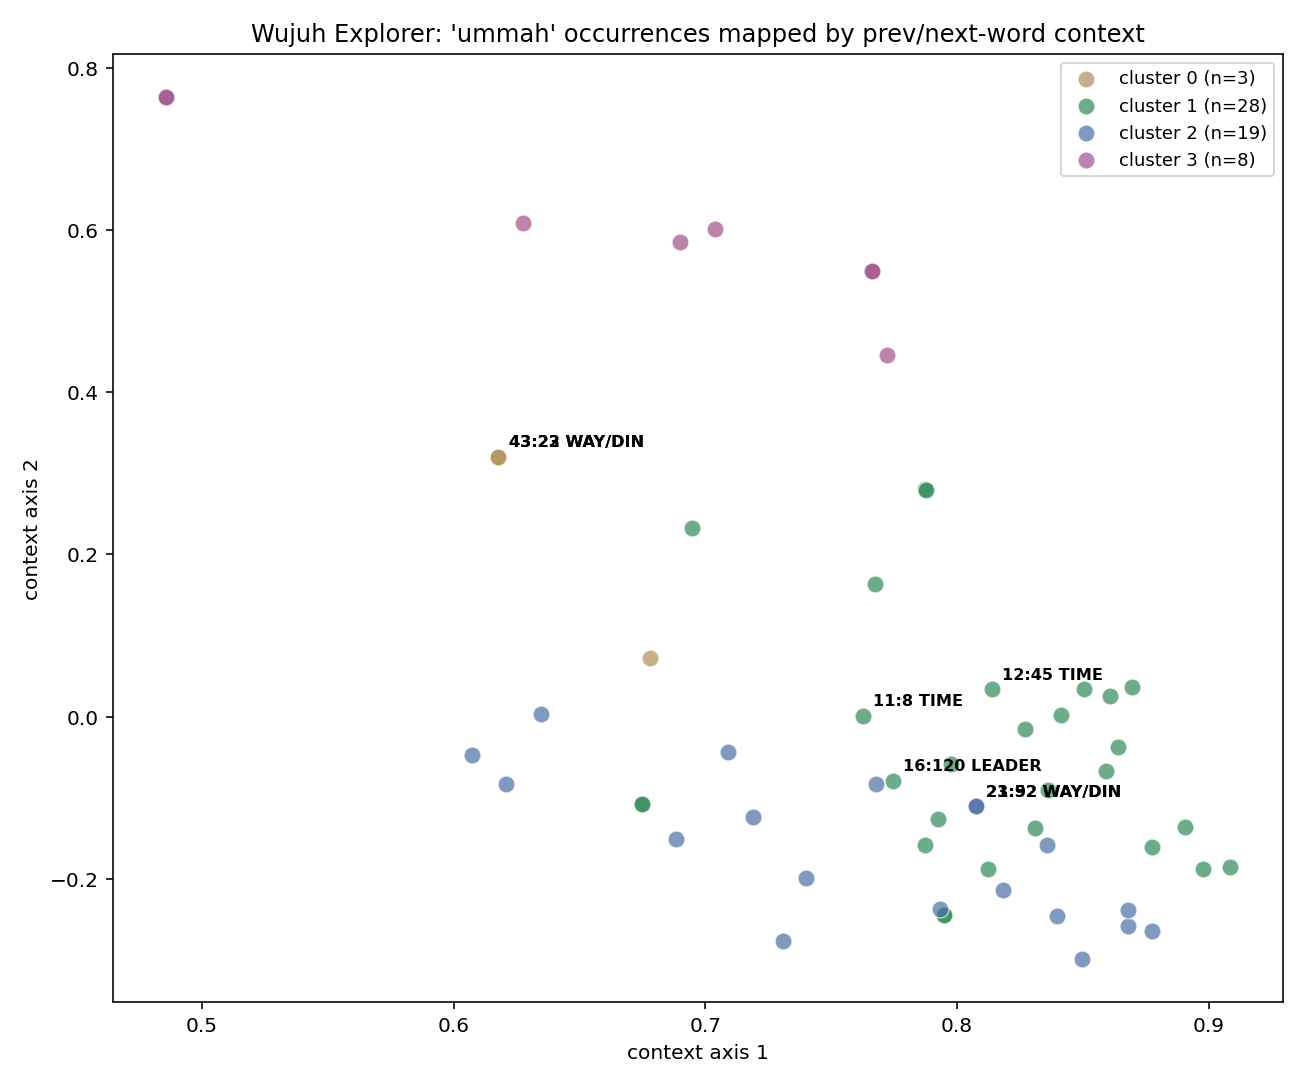 Wujuh Explorer: 'ummah' occurrences mapped by prev/next-word context
cluster 0 (n=3)
cluster 1 (n=28)
cluster 2 (n=19)
cluster 3 (n=8)
0.8
0.6
0.4
0.2
0.0
−0.2
context axis 2
WAY/DIN
12:45 TIME
11:8 TIME
16:120 LEADER
WAY/DIN
0.5
0.6
0.7
0.8
0.9
context axis 1